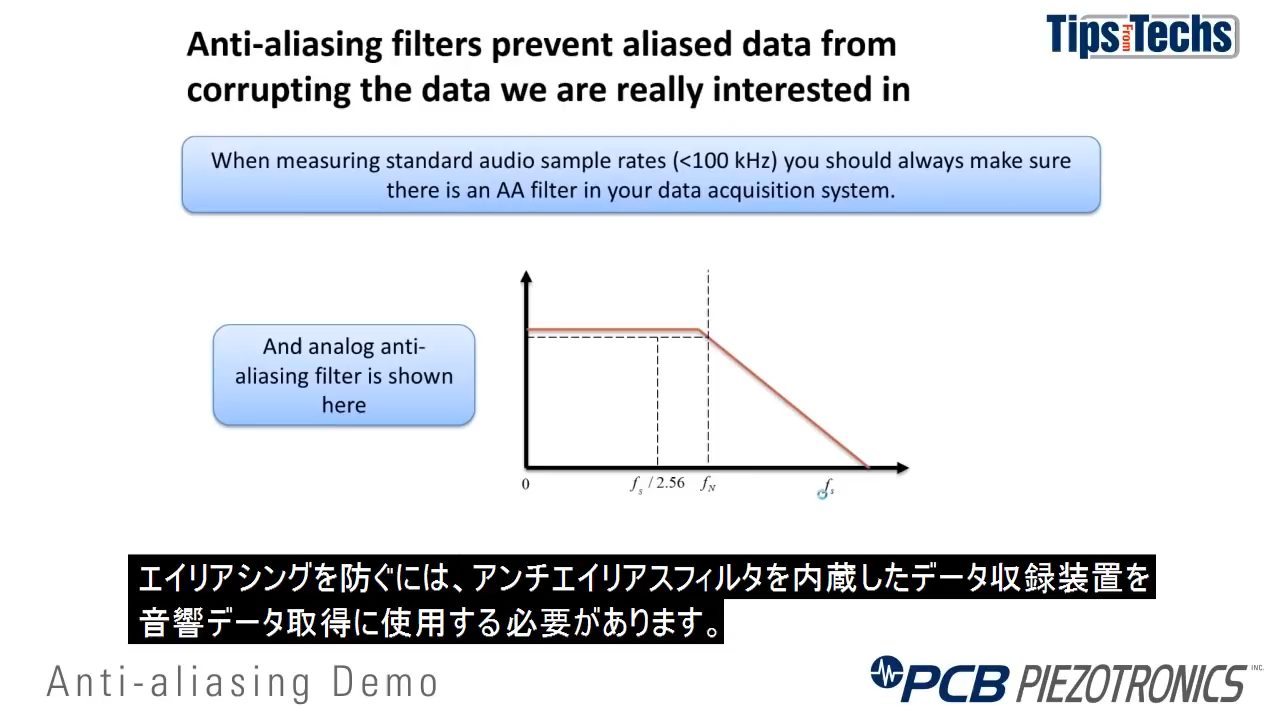 Anti-aliasing filters prevent aliased data from
corrupting the data we are really interested in
Tips From Techs
When measuring standard audio sample rates (<100 kHz) you should always make sure
there is an AA filter in your data acquisition system.
And analog anti-
aliasing filter is shown
here
0
fs / 2.56
fN
fs
エイリアシングを防ぐには、アンチエイリアスフィルタを内蔵したデータ収録装置を
音響データ取得に使用する必要があります。
Anti-aliasing Demo
PCB PIEZOTRONICS INC.